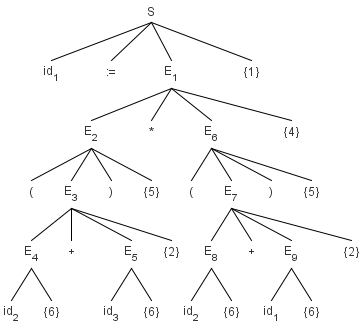 S
id₁ := E₁ {1}
E₂ * E₆ {4}
( E₃ ) {5} ( E₇ ) {5}
E₄ + E₅ {2} E₈ + E₉ {2}
id₂ {6} id₃ {6} id₂ {6} id₁ {6}